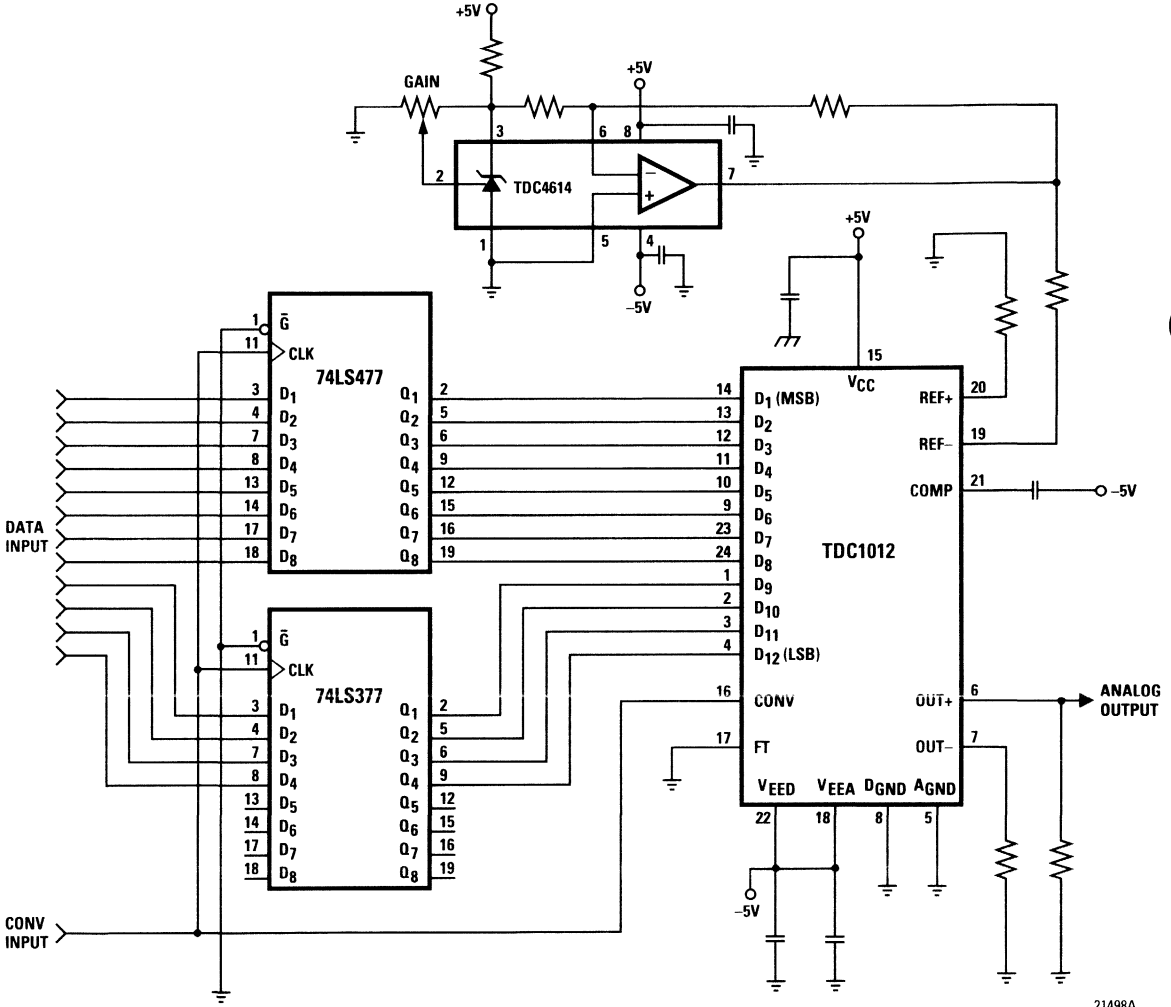 +5V
GAIN
+5V
3
6
8
2
TDC4614
−
+
7
1
5
4
−5V
+5V
15
VCC
1
G̅
11
CLK
74LS477
3
D1
Q1
2
4
D2
Q2
5
7
D3
Q3
6
8
D4
Q4
9
13
D5
Q5
12
14
D6
Q6
15
17
D7
Q7
16
18
D8
Q8
19
DATA
INPUT
1
G̅
11
CLK
74LS377
3
D1
Q1
2
4
D2
Q2
5
7
D3
Q3
6
8
D4
Q4
9
13
D5
Q5
12
14
D6
Q6
15
17
D7
Q7
16
18
D8
Q8
19
CONV
INPUT
14
D1 (MSB)
13
D2
12
D3
11
D4
10
D5
9
D6
23
D7
24
D8
1
D9
2
D10
3
D11
4
D12 (LSB)
16
CONV
17
FT
TDC1012
REF+
20
REF−
19
COMP
21
−5V
OUT+
6
ANALOG
OUTPUT
OUT−
7
VEED
VEEA
DGND
AGND
22
18
8
5
−5V
21498A